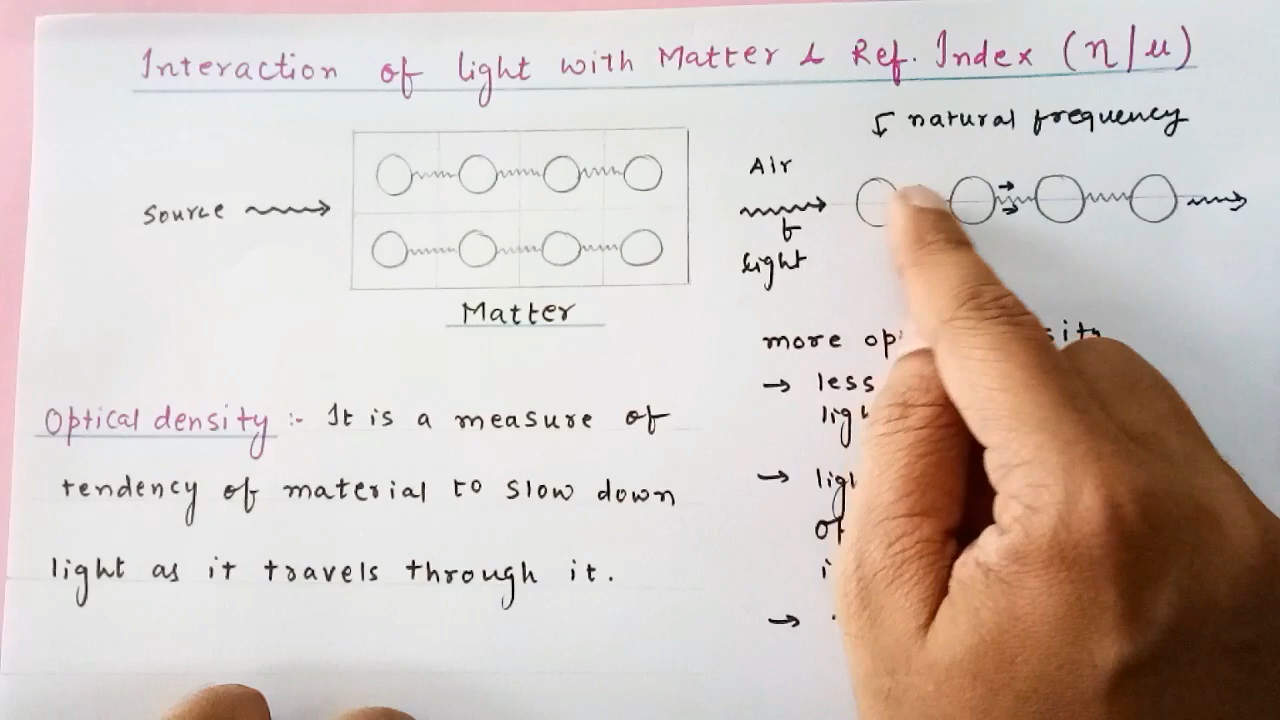 Interaction of light with Matter & Ref. Index (η/μ)
natural frequency
Source
Air
light
Matter
more
less
Optical density :- It is a measure of
tendency of material to slow down
light as it travels through it.
of